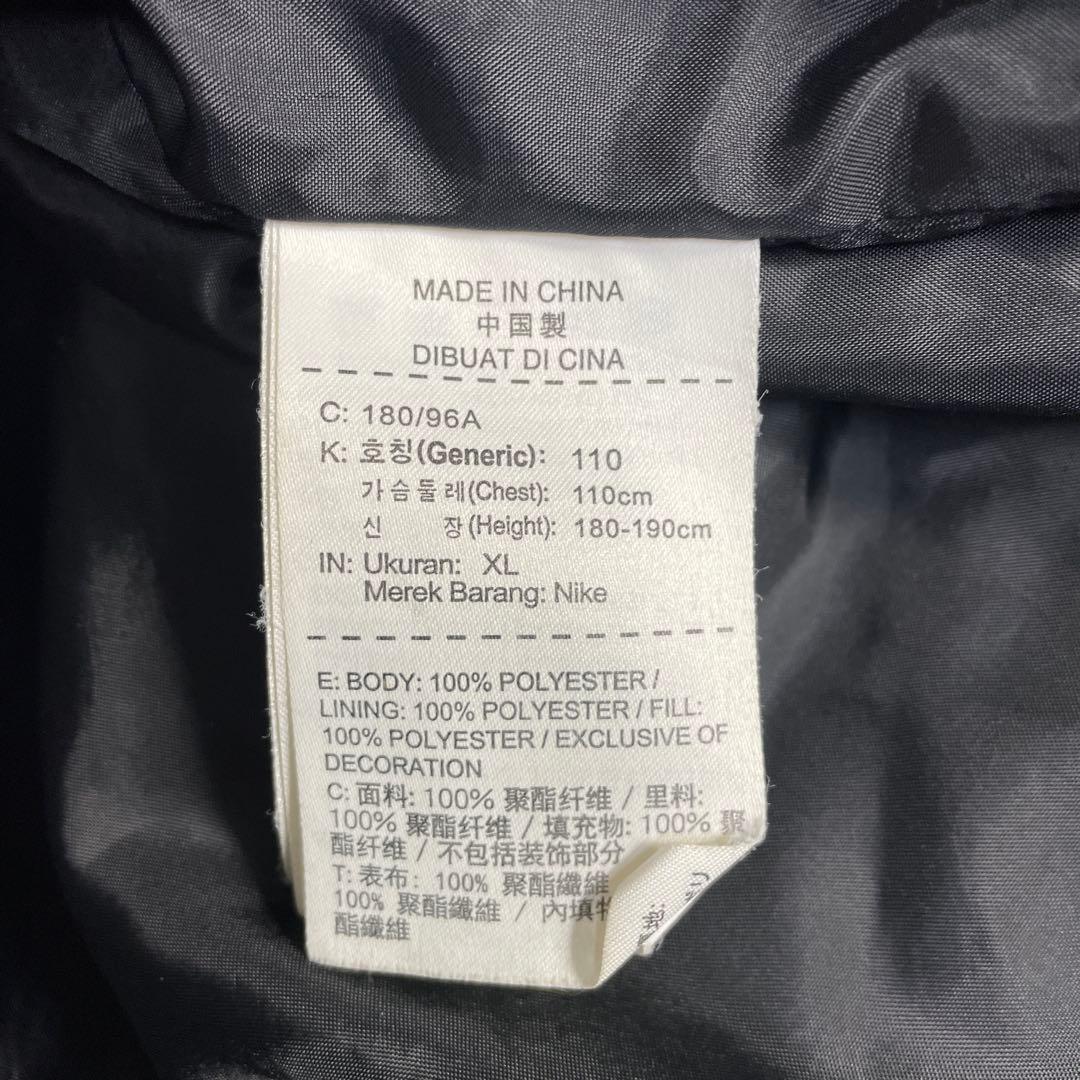 MADE IN CHINA
中国製
DIBUAT DI CINA
C: 180/96A
K: 호칭(Generic): 110
가슴둘레(Chest): 110cm
신 장(Height): 180-190cm
IN: Ukuran: XL
Merek Barang: Nike
E: BODY: 100% POLYESTER /
LINING: 100% POLYESTER / FILL:
100% POLYESTER / EXCLUSIVE OF
DECORATION
C: 面料: 100% 聚酯纤维 / 里料:
100% 聚酯纤维 / 填充物: 100% 聚
酯纤维 / 不包括装饰部分
T: 表布: 100% 聚酯纖維
100% 聚酯纖維 / 內填物
酯纖維